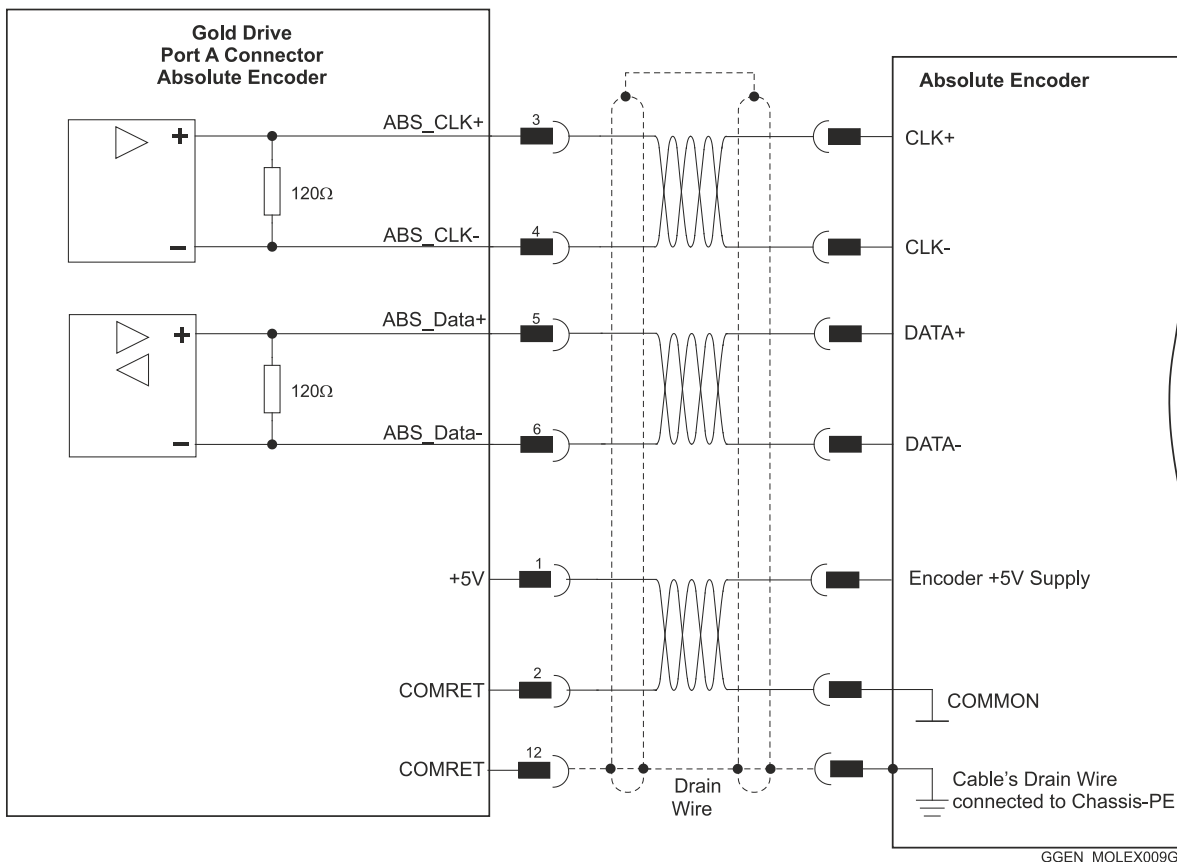 Gold Drive
Port A Connector
Absolute Encoder
Absolute Encoder
ABS_CLK+
3
CLK+
+
120Ω
ABS_CLK-
4
CLK-
–
ABS_Data+
5
DATA+
+
120Ω
ABS_Data-
6
DATA-
–
+5V
1
Encoder +5V Supply
COMRET
2
COMMON
COMRET
12
Drain
Wire
Cable's Drain Wire
connected to Chassis-PE
GGEN_MOLEX009G